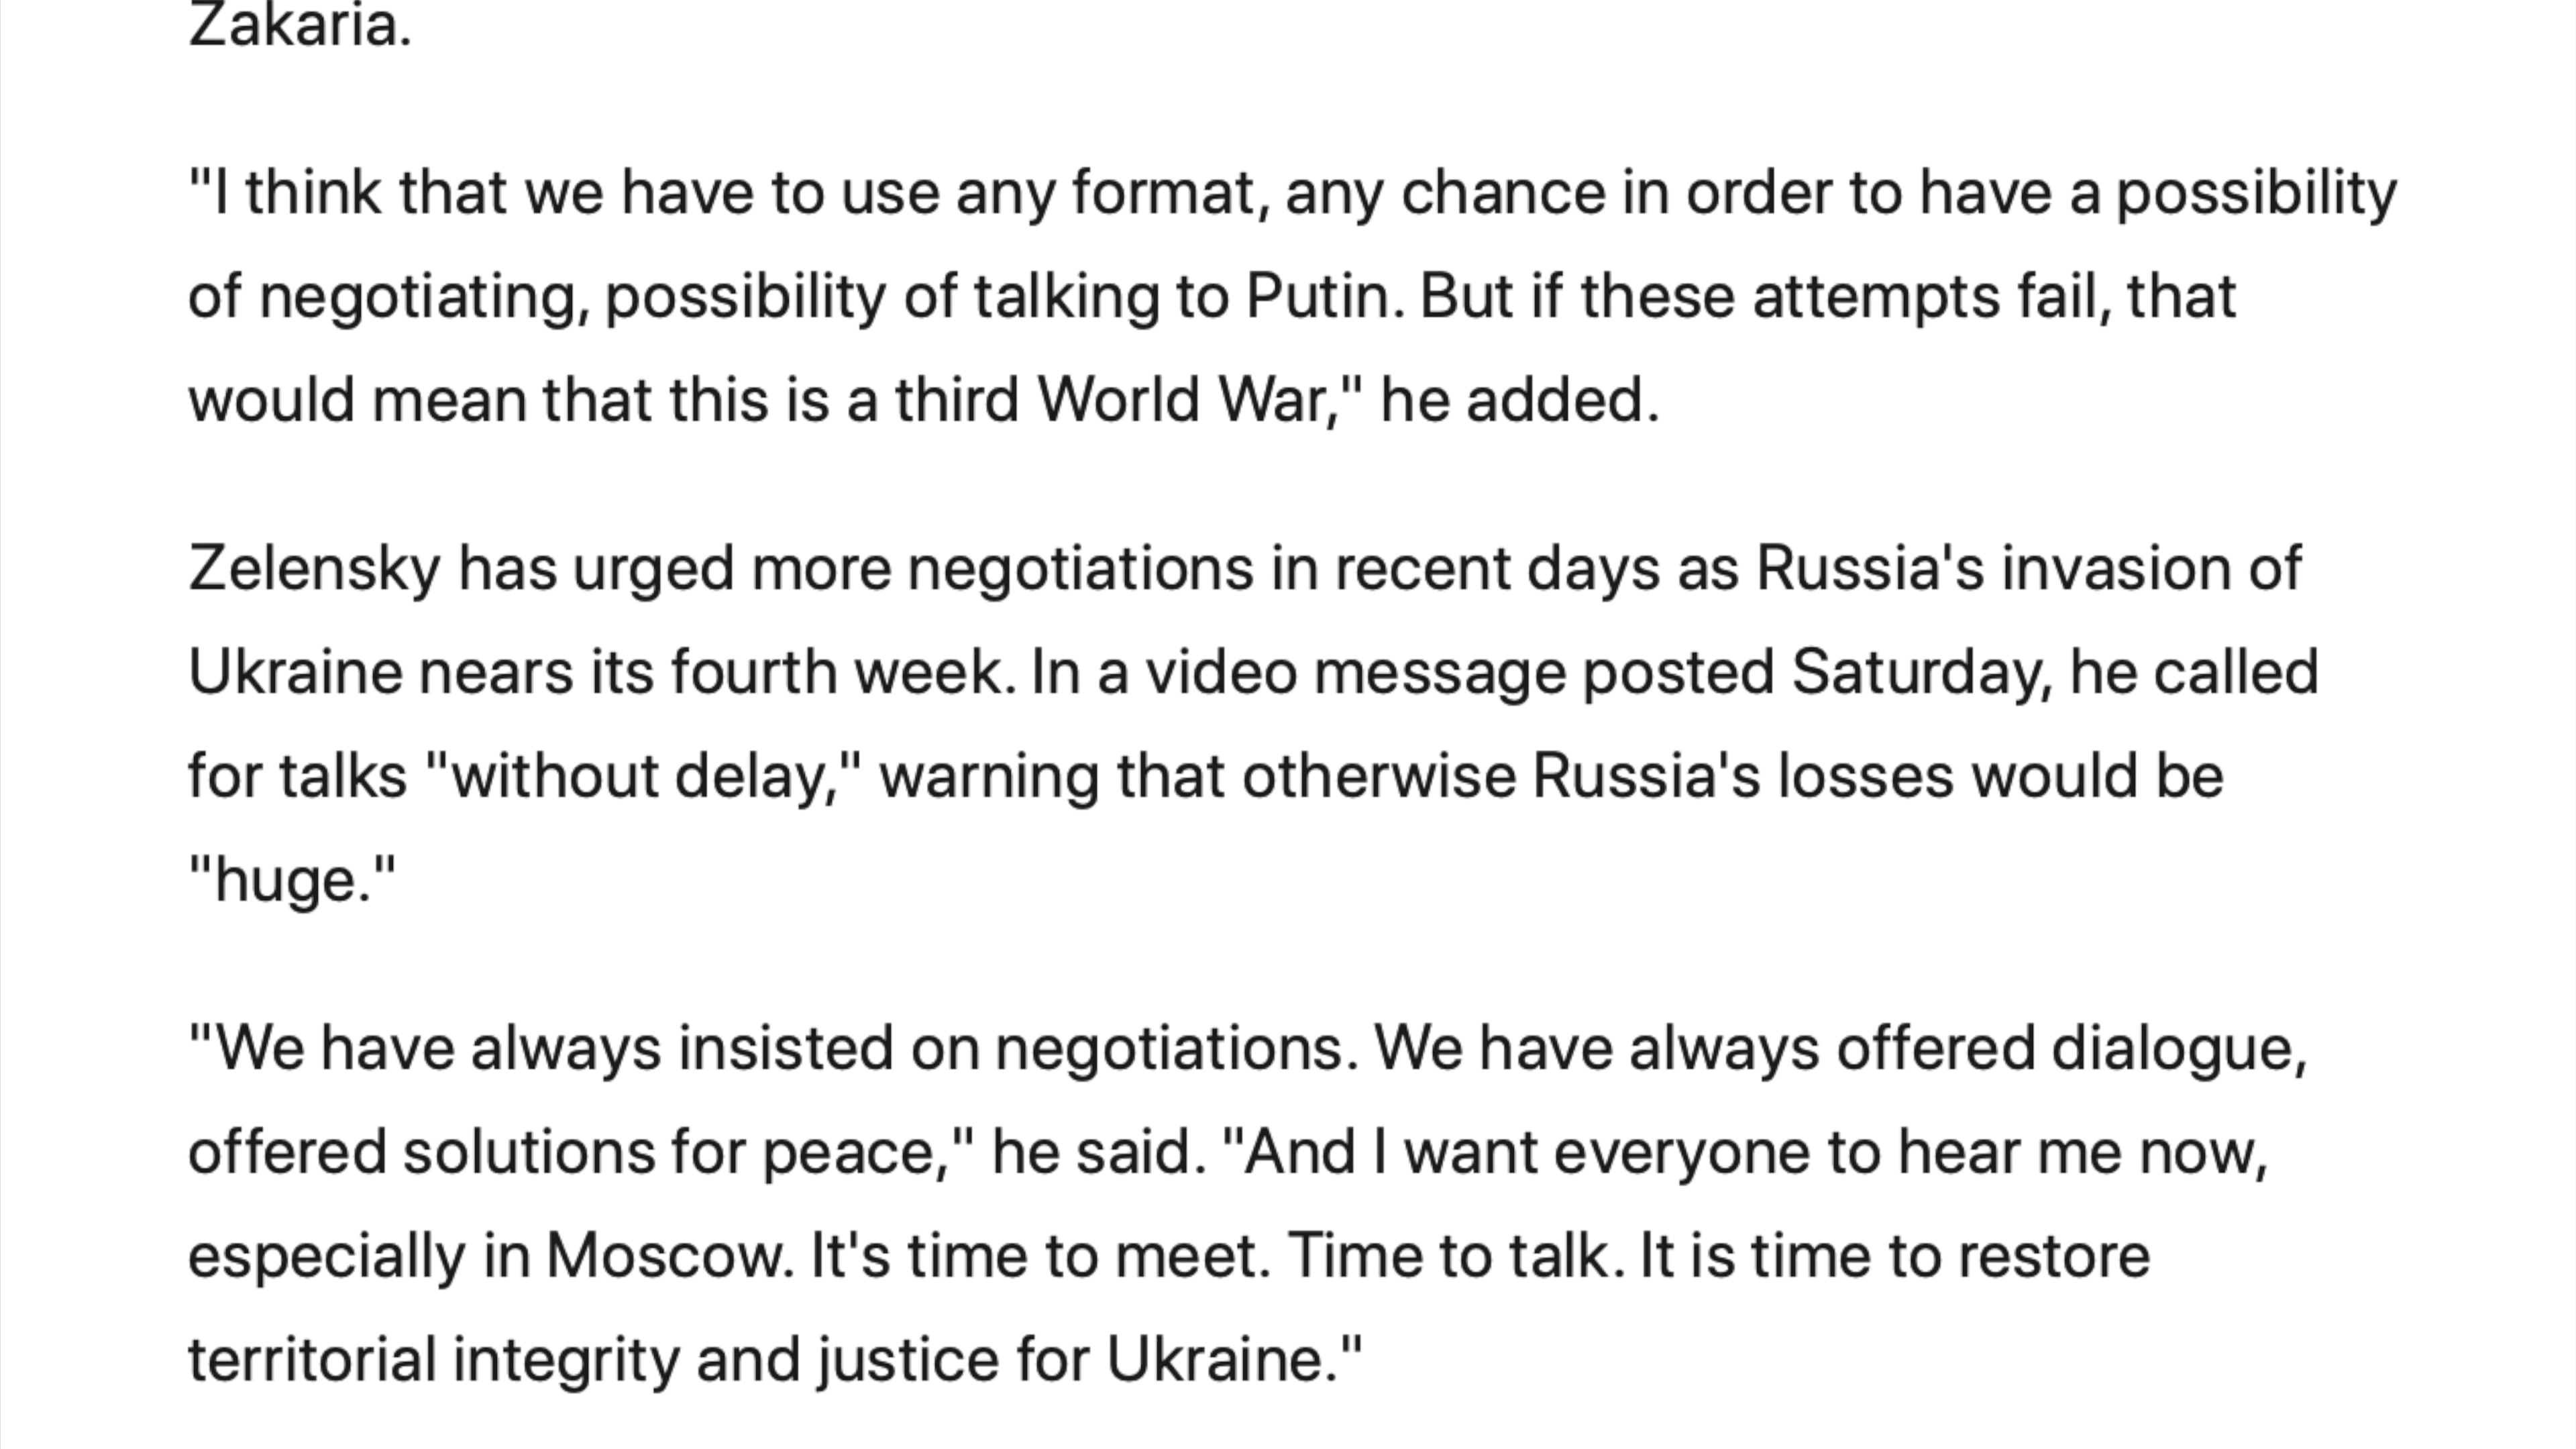 Zakaria.
"I think that we have to use any format, any chance in order to have a possibility
of negotiating, possibility of talking to Putin. But if these attempts fail, that
would mean that this is a third World War," he added.
Zelensky has urged more negotiations in recent days as Russia's invasion of
Ukraine nears its fourth week. In a video message posted Saturday, he called
for talks "without delay," warning that otherwise Russia's losses would be
"huge."
"We have always insisted on negotiations. We have always offered dialogue,
offered solutions for peace," he said. "And I want everyone to hear me now,
especially in Moscow. It's time to meet. Time to talk. It is time to restore
territorial integrity and justice for Ukraine."